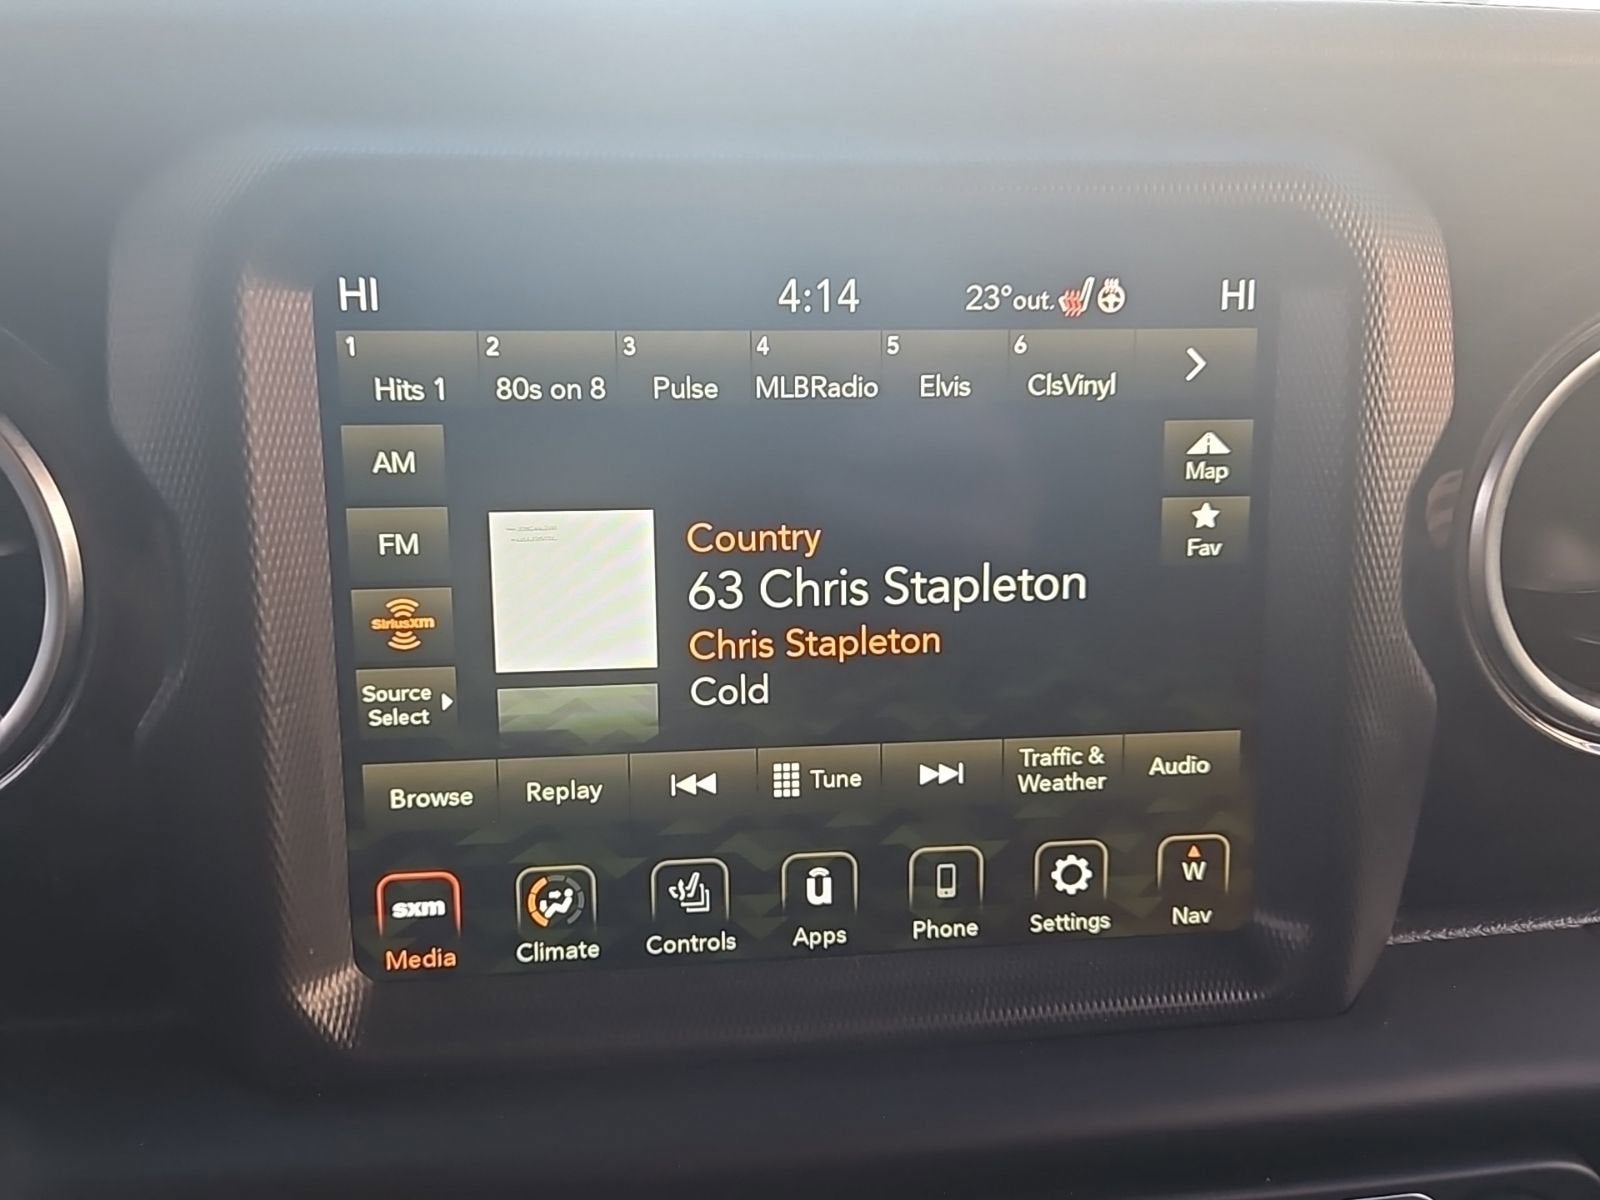 HI 4:14 23°out. HI
1 2 3 4 5 6
Hits 1 80s on 8 Pulse MLBRadio Elvis ClsVinyl
AM
Map
FM
Fav
Country
63 Chris Stapleton
siriusxm
Chris Stapleton
Source
Select
Cold
Browse Replay Tune Traffic &
Weather Audio
sxm
Media
Climate
Controls
u
Apps
Phone
Settings
W
Nav